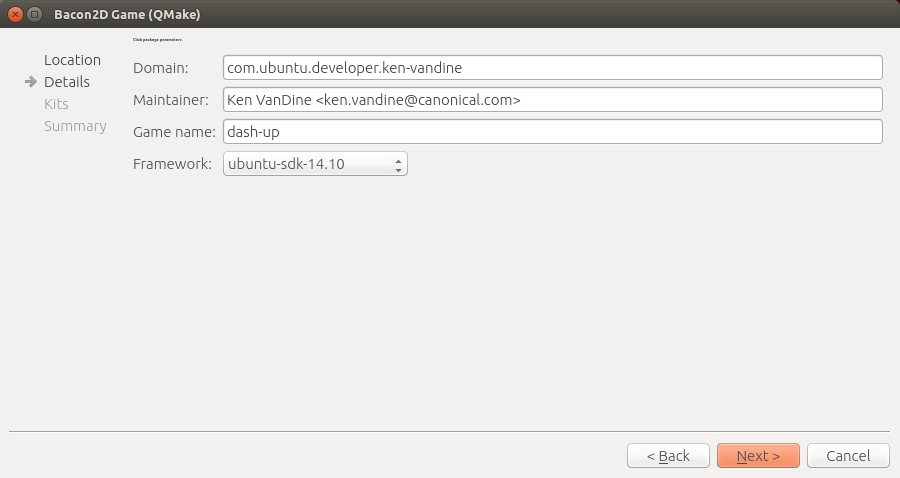 Bacon2D Game (QMake)
Click package parameters
Location
Details
Kits
Summary
Domain: com.ubuntu.developer.ken-vandine
Maintainer: Ken VanDine <ken.vandine@canonical.com>
Game name: dash-up
Framework: ubuntu-sdk-14.10
< Back Next > Cancel